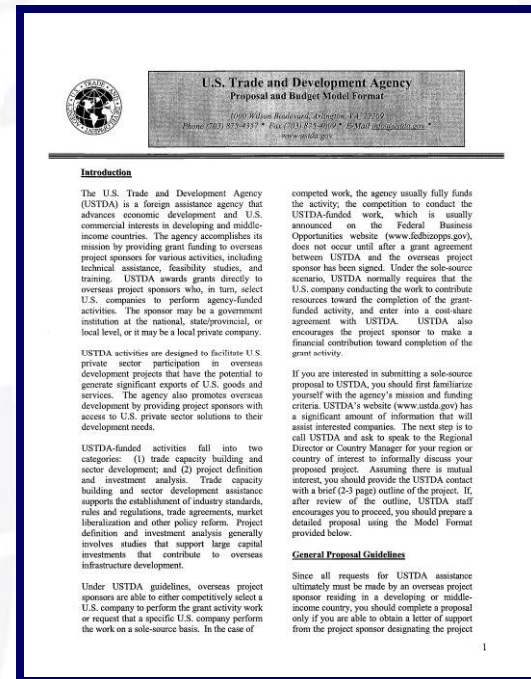 U.S. Trade and Development Agency
Proposal and Budget Model Format
1000 Wilson Boulevard, Arlington, VA 22209
Phone (703) 875-4357 * Fax (703) 875-4009 * E-Mail info@ustda.gov *
www.ustda.gov
Introduction
The U.S. Trade and Development Agency
(USTDA) is a foreign assistance agency that
advances economic development and U.S.
commercial interests in developing and middle-
income countries. The agency accomplishes its
mission by providing grant funding to overseas
project sponsors for various activities, including
technical assistance, feasibility studies, and
training. USTDA awards grants directly to
overseas project sponsors who, in turn, select
U.S. companies to perform agency-funded
activities. The sponsor may be a government
institution at the national, state/provincial, or
local level, or it may be a local private company.
USTDA activities are designed to facilitate U.S.
private sector participation in overseas
development projects that have the potential to
generate significant exports of U.S. goods and
services. The agency also promotes overseas
development by providing project sponsors with
access to U.S. private sector solutions to their
development needs.
USTDA-funded activities fall into two
categories: (1) trade capacity building and
sector development; and (2) project definition
and investment analysis. Trade capacity
building and sector development assistance
supports the establishment of industry standards,
rules and regulations, trade agreements, market
liberalization and other policy reform. Project
definition and investment analysis generally
involves studies that support large capital
investments that contribute to overseas
infrastructure development.
Under USTDA guidelines, overseas project
sponsors are able to either competitively select a
U.S. company to perform the grant activity work
or request that a specific U.S. company perform
the work on a sole-source basis. In the case of
competed work, the agency usually fully funds
the activity; the competition to conduct the
USTDA-funded work, which is usually
announced on the Federal Business
Opportunities website (www.fedbizopps.gov),
does not occur until after a grant agreement
between USTDA and the overseas project
sponsor has been signed. Under the sole-source
scenario, USTDA normally requires that the
U.S. company conducting the work to contribute
resources toward the completion of the grant-
funded activity, and enter into a cost-share
agreement with USTDA. USTDA also
encourages the project sponsor to make a
financial contribution toward completion of the
grant activity.
If you are interested in submitting a sole-source
proposal to USTDA, you should first familiarize
yourself with the agency's mission and funding
criteria. USTDA's website (www.ustda.gov) has
a significant amount of information that will
assist interested companies. The next step is to
call USTDA and ask to speak to the Regional
Director or Country Manager for your region or
country of interest to informally discuss your
proposed project. Assuming there is mutual
interest, you should provide the USTDA contact
with a brief (2-3 page) outline of the project. If,
after review of the outline, USTDA staff
encourages you to proceed, you should prepare a
detailed proposal using the Model Format
provided below.
General Proposal Guidelines
Since all requests for USTDA assistance
ultimately must be made by an overseas project
sponsor residing in a developing or middle-
income country, you should complete a proposal
only if you are able to obtain a letter of support
from the project sponsor designating the project
1